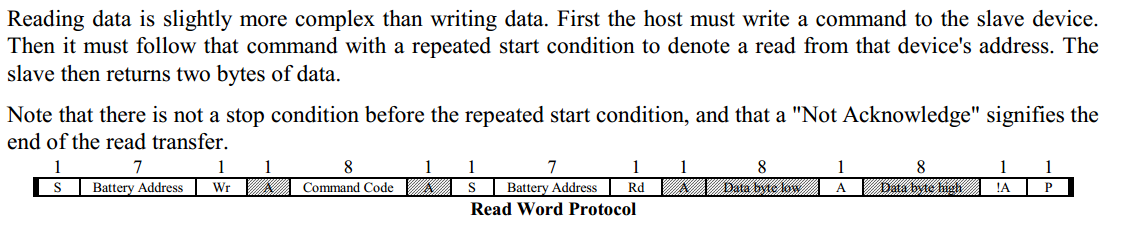 Reading data is slightly more complex than writing data. First the host must write a command to the slave device.
Then it must follow that command with a repeated start condition to denote a read from that device's address. The
slave then returns two bytes of data.
Note that there is not a stop condition before the repeated start condition, and that a "Not Acknowledge" signifies the
end of the read transfer.
1 7 1 1 8 1 1 7 1 1 8 1 8 1 1
S Battery Address Wr A Command Code A S Battery Address Rd A Data byte low A Data byte high !A P
Read Word Protocol